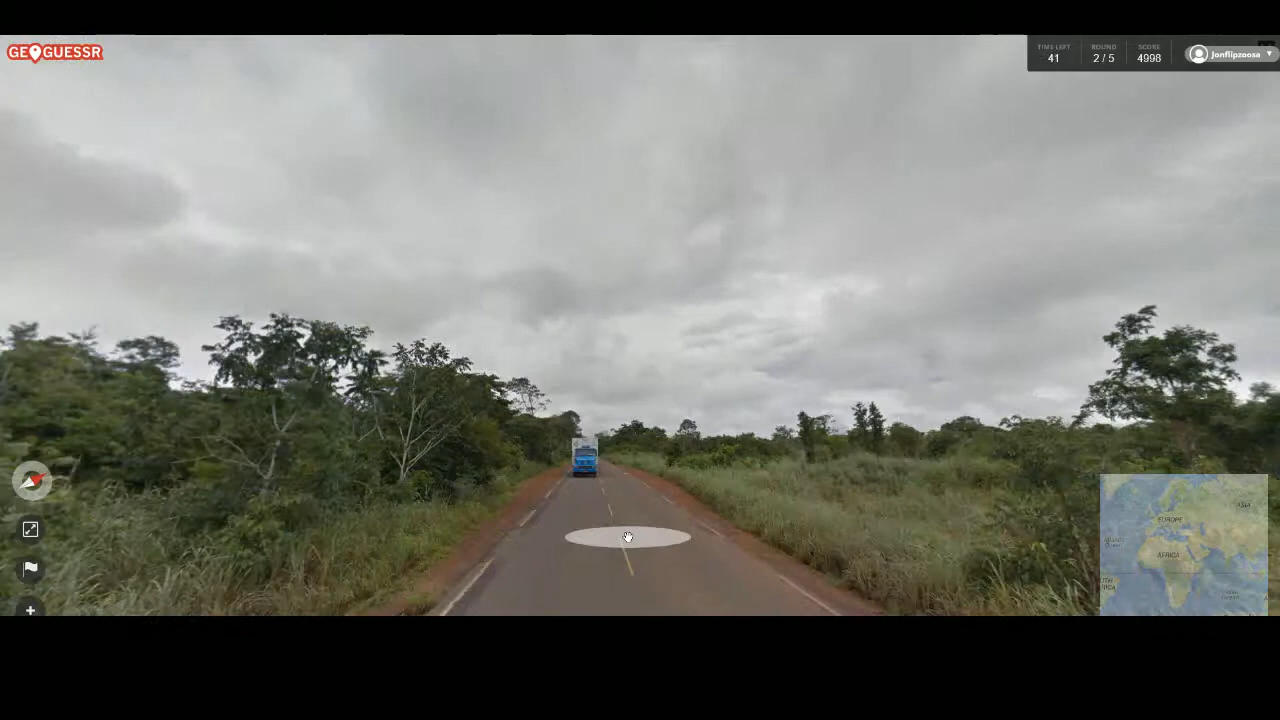 GEOGUESSR
TIME LEFT ROUND SCORE
41 2 / 5 4998 Jonflipzoosa
EUROPE
ASIA
AFRICA